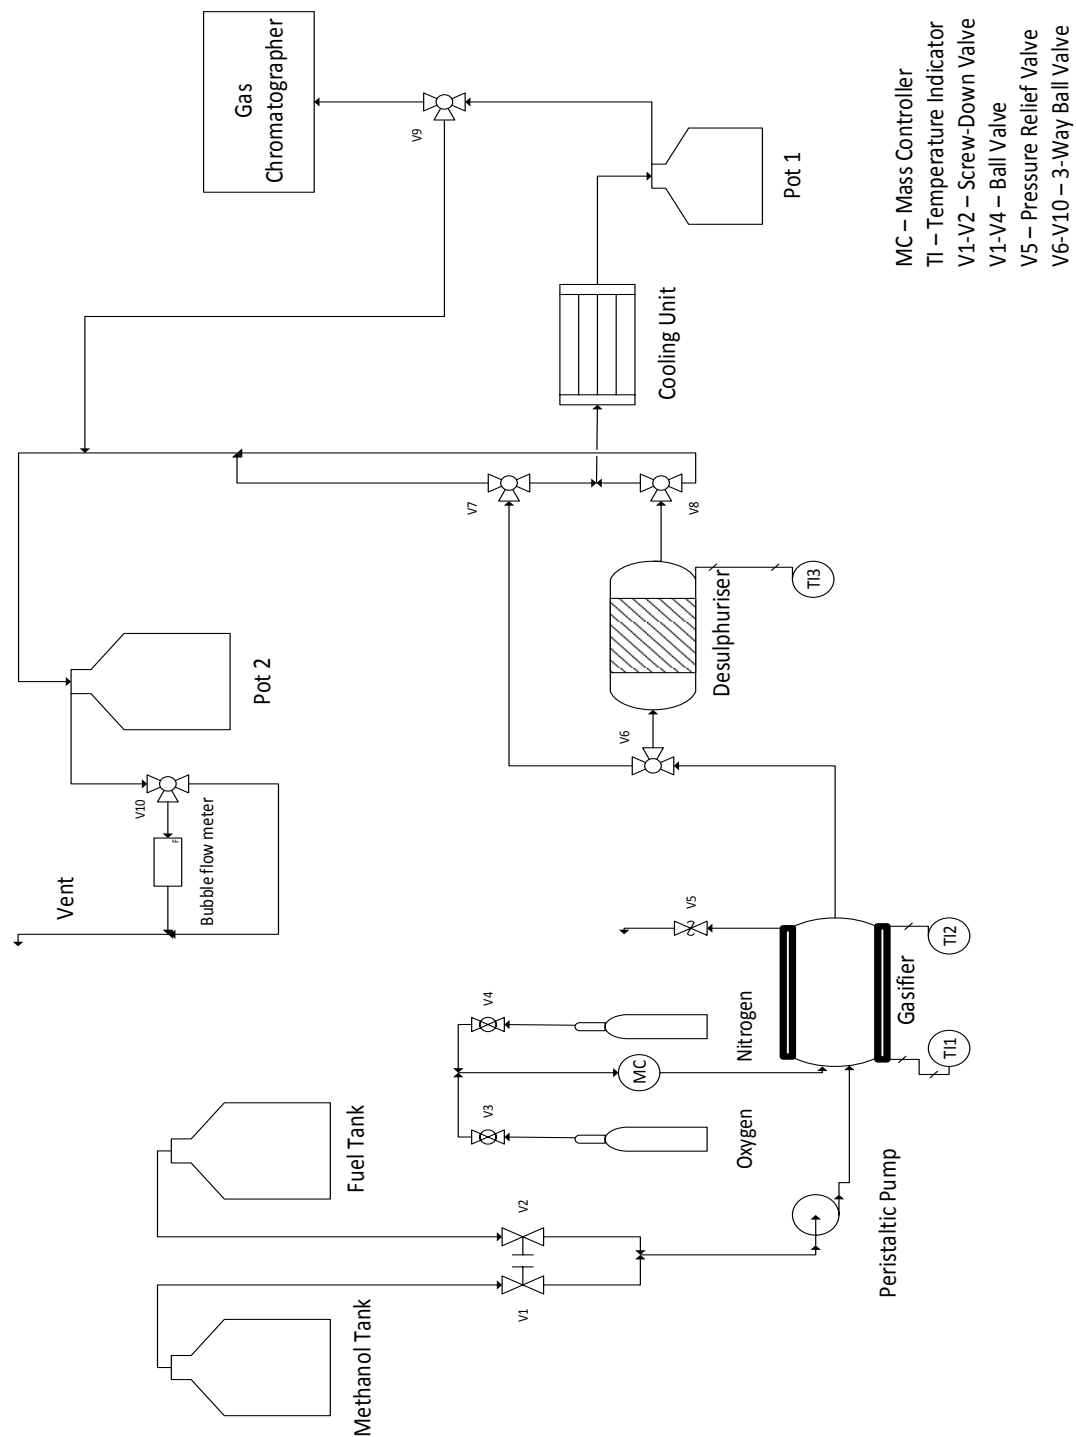 Methanol Tank
Fuel Tank
V1
V2
Peristaltic Pump
Oxygen
Nitrogen
V3
V4
MC
TI1
TI2
Gasifier
V5
Vent
Bubble flow meter
F
V10
Pot 2
V6
Desulphuriser
TI3
V7
V8
Cooling Unit
Pot 1
V9
Gas
Chromatographer
MC – Mass Controller
TI – Temperature Indicator
V1-V2 – Screw-Down Valve
V1-V4 – Ball Valve
V5 – Pressure Relief Valve
V6-V10 – 3-Way Ball Valve